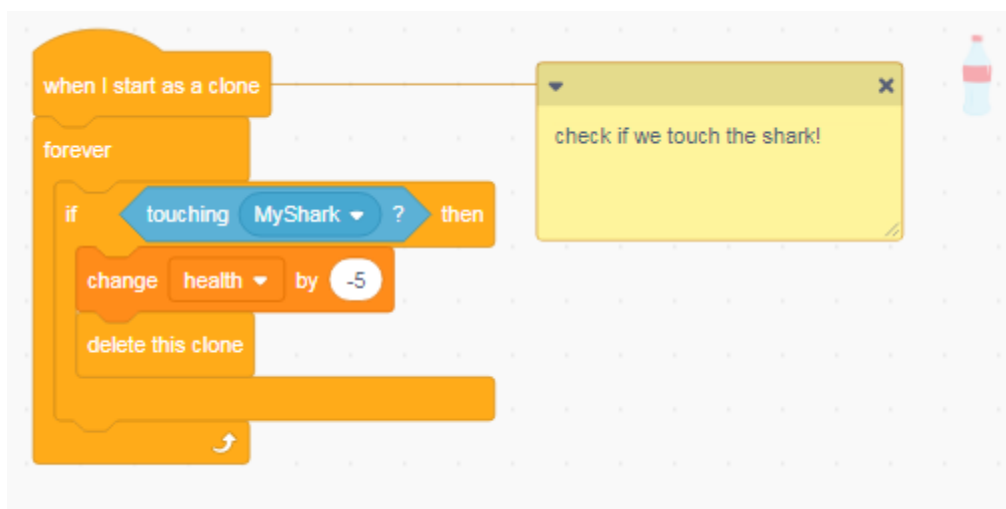 when I start as a clone
check if we touch the shark!
forever
if touching MyShark ? then
change health by -5
delete this clone